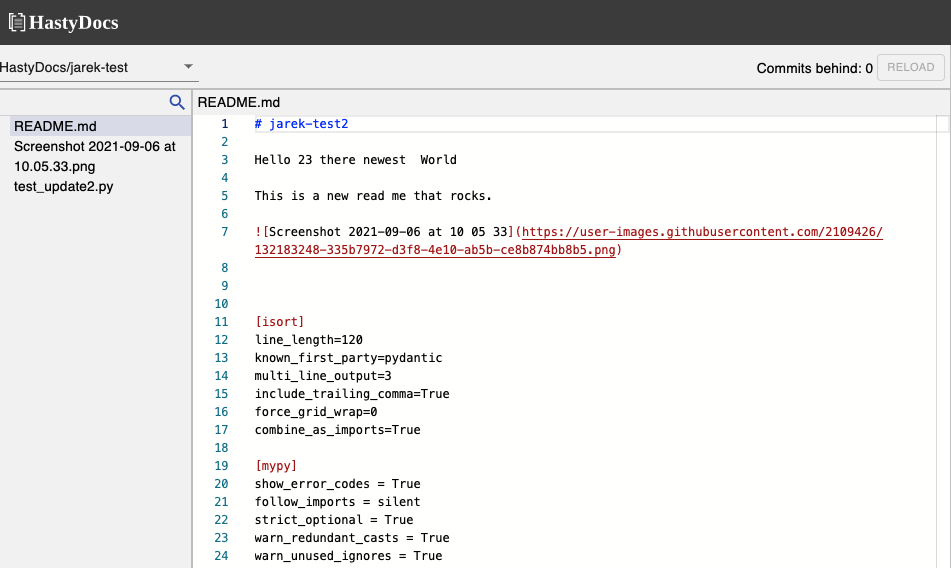 HastyDocs
HastyDocs/jarek-test
Commits behind: 0 RELOAD
README.md
Screenshot 2021-09-06 at
10.05.33.png
test_update2.py
README.md
1 # jarek-test2
2
3 Hello 23 there newest  World
4
5 This is a new read me that rocks.
6
7 ![Screenshot 2021-09-06 at 10 05 33](https://user-images.githubusercontent.com/2109426/
132183248-335b7972-d3f8-4e10-ab5b-ce8b874bb8b5.png)
8
9
10
11 [isort]
12 line_length=120
13 known_first_party=pydantic
14 multi_line_output=3
15 include_trailing_comma=True
16 force_grid_wrap=0
17 combine_as_imports=True
18
19 [mypy]
20 show_error_codes = True
21 follow_imports = silent
22 strict_optional = True
23 warn_redundant_casts = True
24 warn_unused_ignores = True